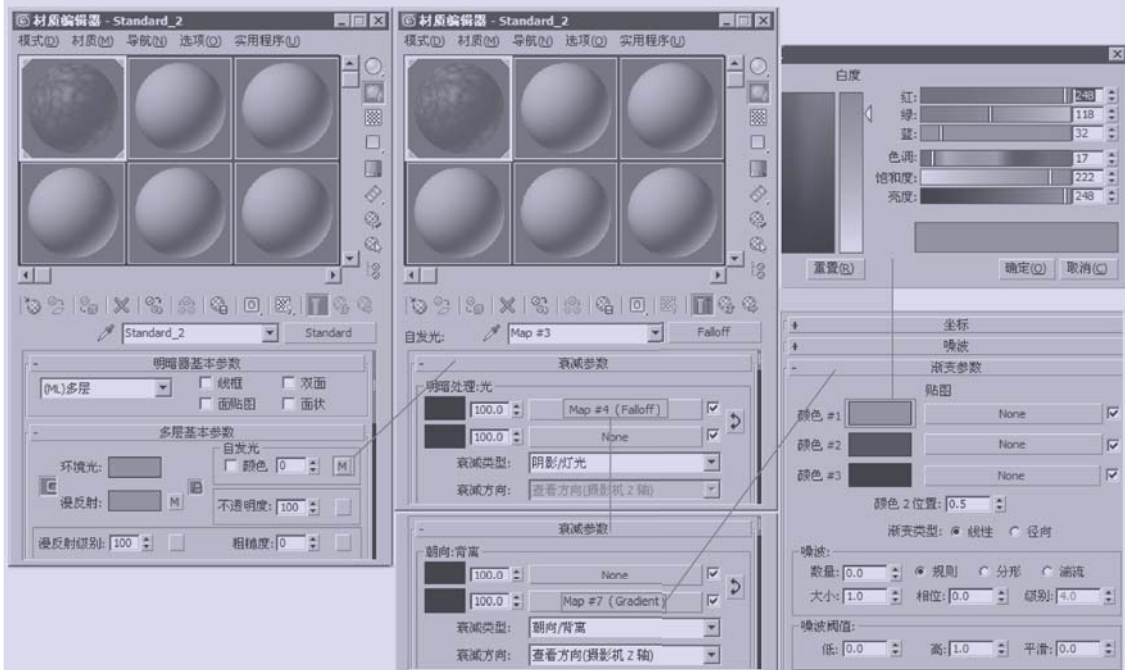 材质编辑器 - Standard_2
模式(D) 材质(M) 导航(N) 选项(O) 实用程序(U)
Standard_2 Standard
明暗器基本参数
(ML)多层 线框 双面
面贴图 面状
多层基本参数
自发光
环境光: 颜色 0 M
漫反射: M 不透明度: 100
漫反射级别: 100 粗糙度: 0
材质编辑器 - Standard_2
模式(D) 材质(M) 导航(N) 选项(O) 实用程序(U)
自发光: Map #3 Falloff
衰减参数
明暗处理:光
100.0 Map #4 (Falloff)
100.0 None
衰减类型: 阴影/灯光
衰减方向: 查看方向(摄影机 Z 轴)
衰减参数
朝向:背离
100.0 None
100.0 Map #7 (Gradient)
衰减类型: 朝向/背离
衰减方向: 查看方向(摄影机 Z 轴)
白度
红: 248
绿: 118
蓝: 32
色调: 17
饱和度: 222
亮度: 248
重置(R) 确定(O) 取消(C)
坐标
噪波
渐变参数
贴图
颜色 #1 None
颜色 #2 None
颜色 #3 None
颜色 2 位置: 0.5
渐变类型: 线性 径向
噪波:
数量: 0.0 规则 分形 湍流
大小: 1.0 相位: 0.0 级别: 4.0
噪波阈值:
低: 0.0 高: 1.0 平滑: 0.0